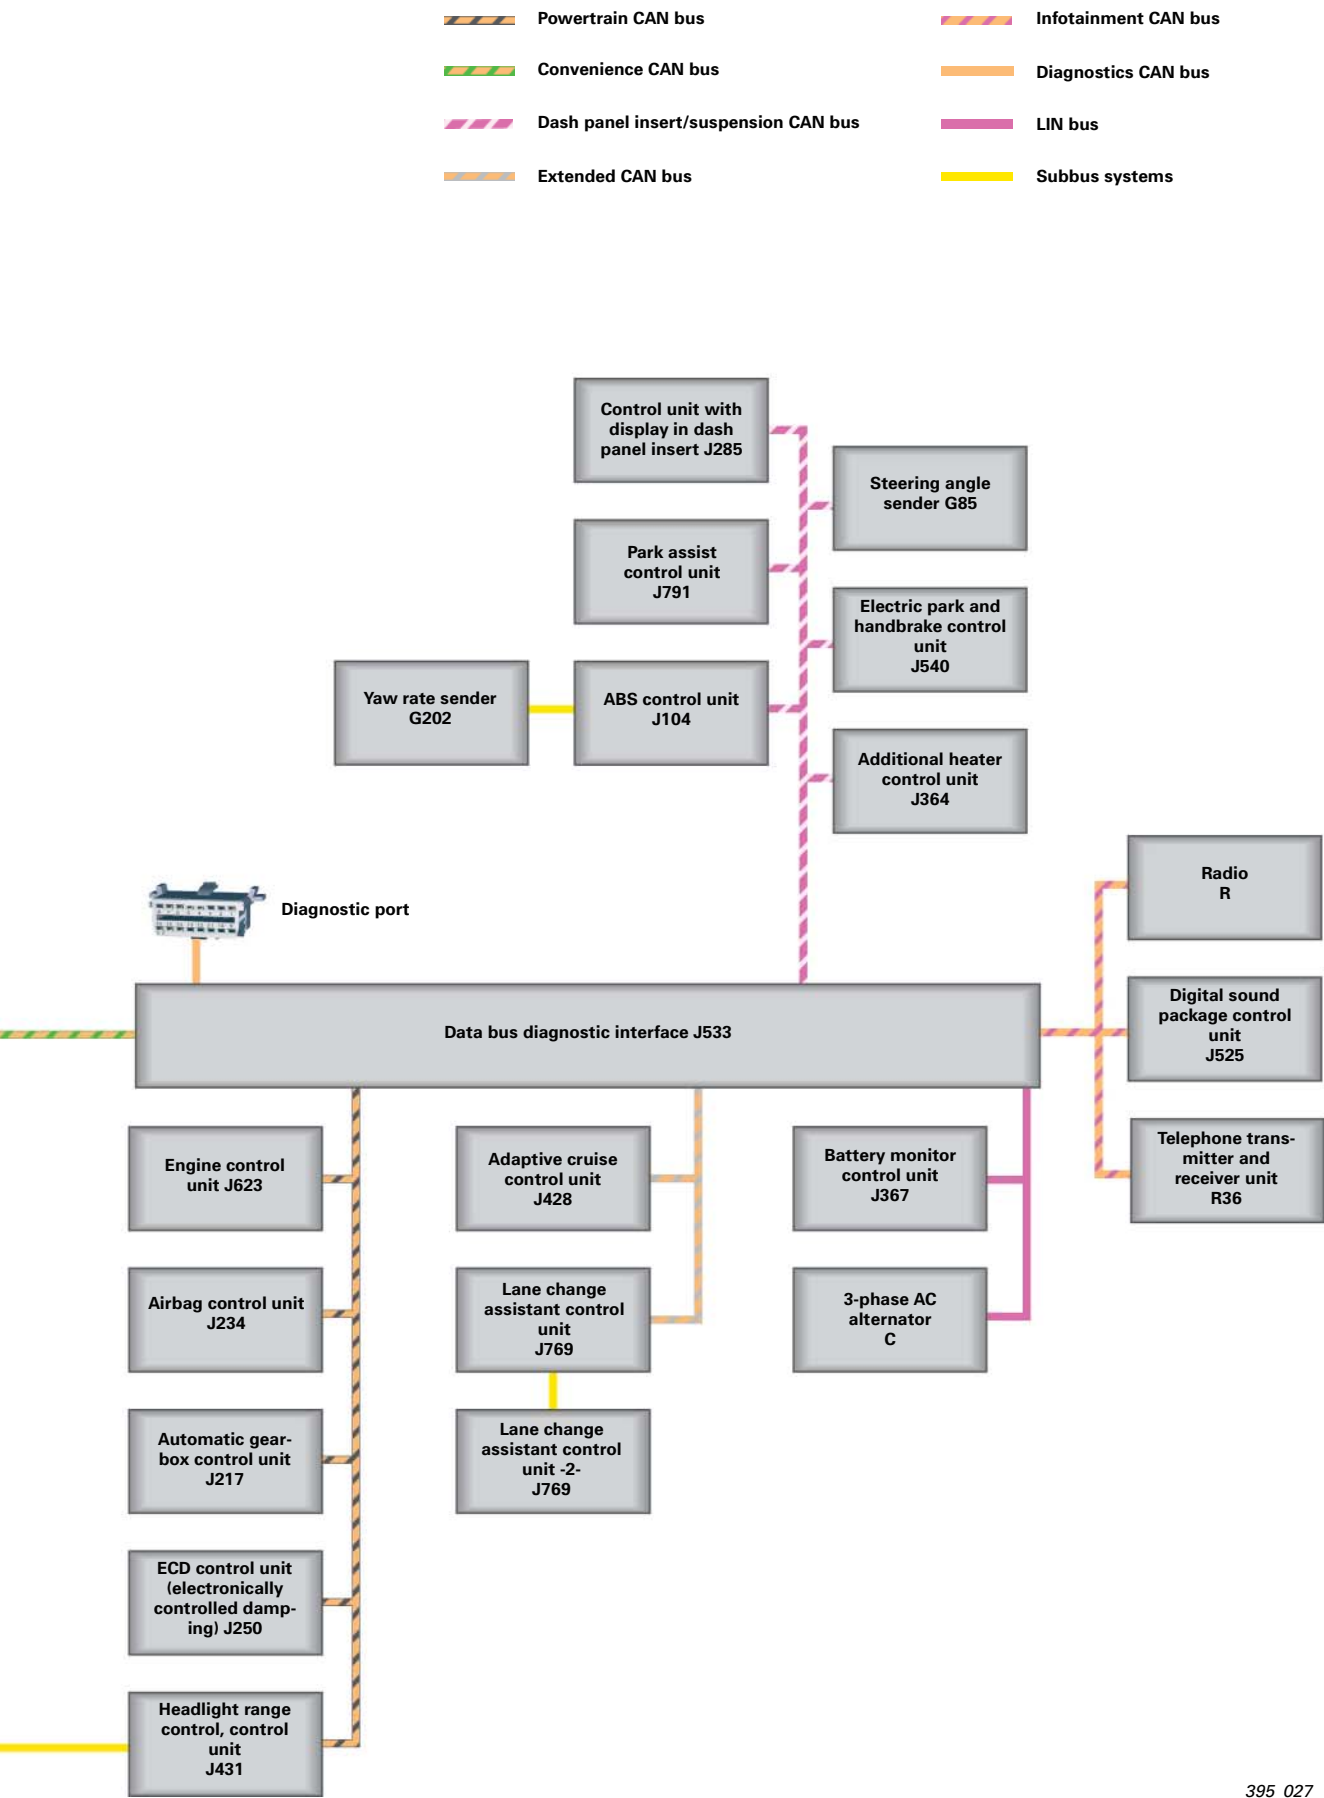 Powertrain CAN bus
Infotainment CAN bus
Convenience CAN bus
Diagnostics CAN bus
Dash panel insert/suspension CAN bus
LIN bus
Extended CAN bus
Subbus systems
Control unit with
display in dash
panel insert J285
Steering angle
sender G85
Park assist
control unit
J791
Electric park and
handbrake control
unit
J540
Yaw rate sender
G202
ABS control unit
J104
Additional heater
control unit
J364
Radio
R
Diagnostic port
Digital sound
package control
unit
J525
Data bus diagnostic interface J533
Telephone trans-
mitter and
receiver unit
R36
Engine control
unit J623
Adaptive cruise
control unit
J428
Battery monitor
control unit
J367
Airbag control unit
J234
Lane change
assistant control
unit
J769
3-phase AC
alternator
C
Automatic gear-
box control unit
J217
Lane change
assistant control
unit -2-
J769
ECD control unit
(electronically
controlled damp-
ing) J250
Headlight range
control, control
unit
J431
395_027